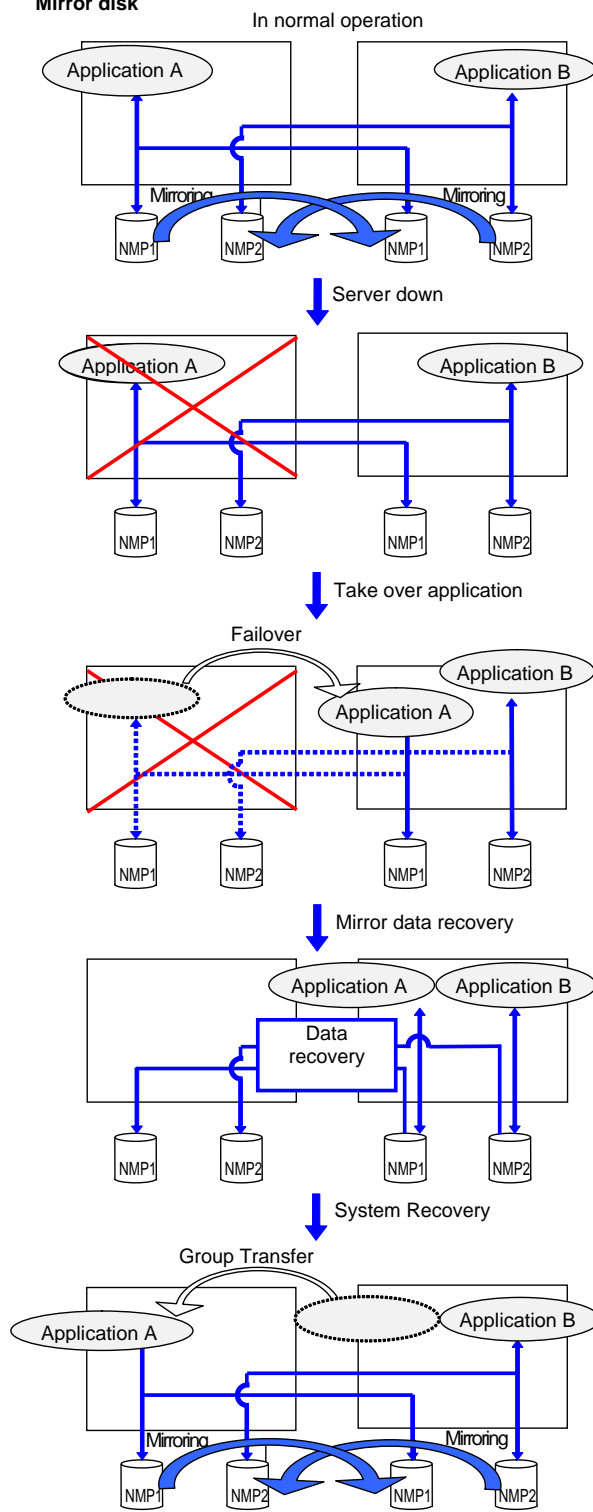 Mirror disk
In normal operation
Application A
Application B
Mirroring
Mirroring
NMP1
NMP2
NMP1
NMP2
Server down
Application A
Application B
NMP1
NMP2
NMP1
NMP2
Take over application
Failover
Application B
Application A
NMP1
NMP2
NMP1
NMP2
Mirror data recovery
Application A
Application B
Data
recovery
NMP1
NMP2
NMP1
NMP2
System Recovery
Group Transfer
Application A
Application B
Mirroring
Mirroring
NMP1
NMP2
NMP1
NMP2